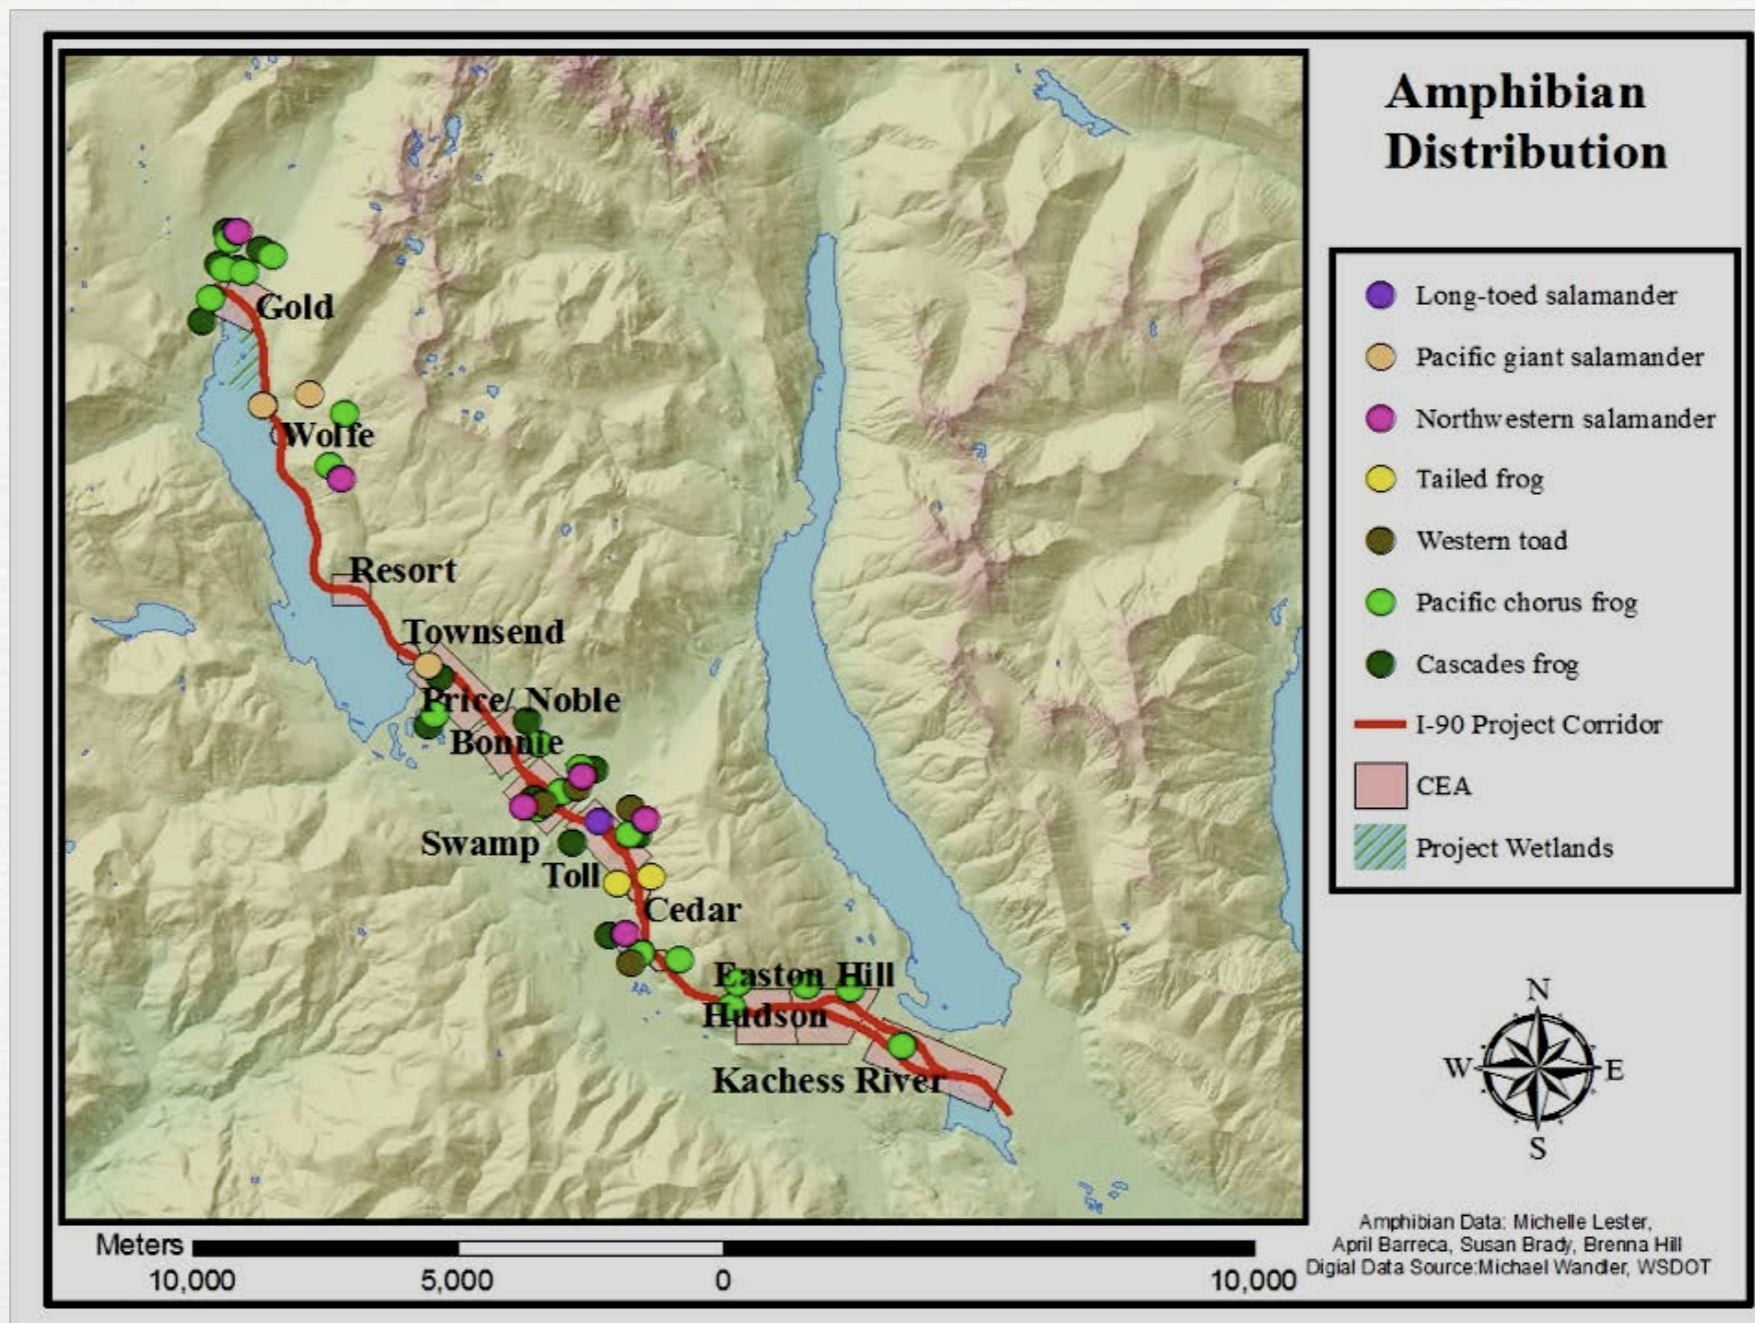 Amphibian
Distribution
Gold
Wolfe
Resort
Townsend
Price/ Noble
Bonnie
Swamp
Toll
Cedar
Easton Hill
Hudson
Kachess River
Long-toed salamander
Pacific giant salamander
Northwestern salamander
Tailed frog
Western toad
Pacific chorus frog
Cascades frog
I-90 Project Corridor
CEA
Project Wetlands
N
W E
S
Meters
10,000 5,000 0 10,000
Amphibian Data: Michelle Lester,
April Barreca, Susan Brady, Brenna Hill
Digial Data Source:Michael Wandler, WSDOT